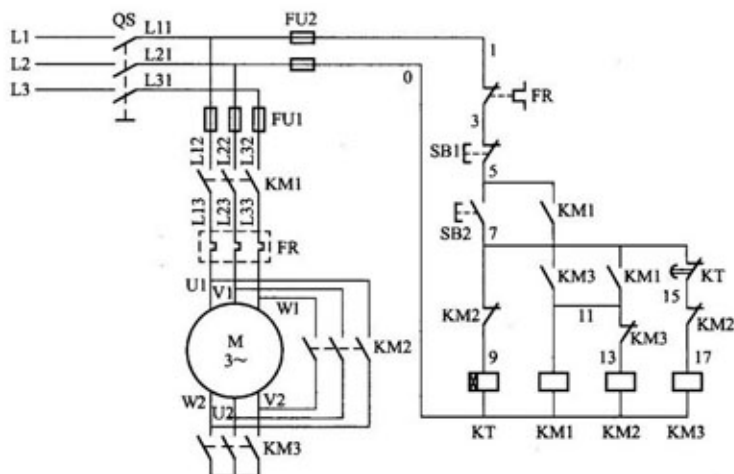 QS
L11
FU2
L1
1
L2
L21
0
L3
L31
FR
FU1
3
L12
L22
L32
SB1
5
KM1
L13
L23
L33
SB2
KM1
7
FR
KM3
KM1
KT
U1
V1
W1
15
KM2
11
KM2
M
3～
KM2
KM3
9
13
17
W2
U2
V2
KM3
KT
KM1
KM2
KM3